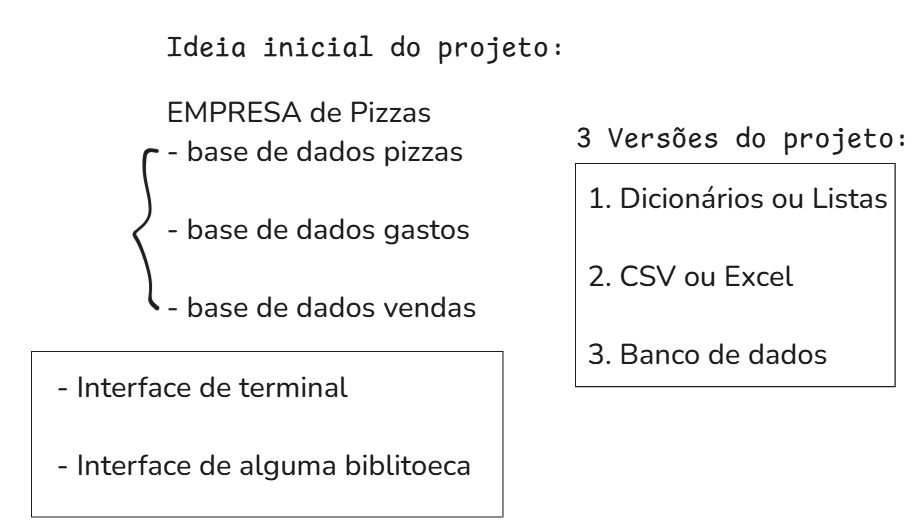 Ideia inicial do projeto:
EMPRESA de Pizzas
- base de dados pizzas
- base de dados gastos
- base de dados vendas
- Interface de terminal
- Interface de alguma biblitoeca
3 Versões do projeto:
1. Dicionários ou Listas
2. CSV ou Excel
3. Banco de dados